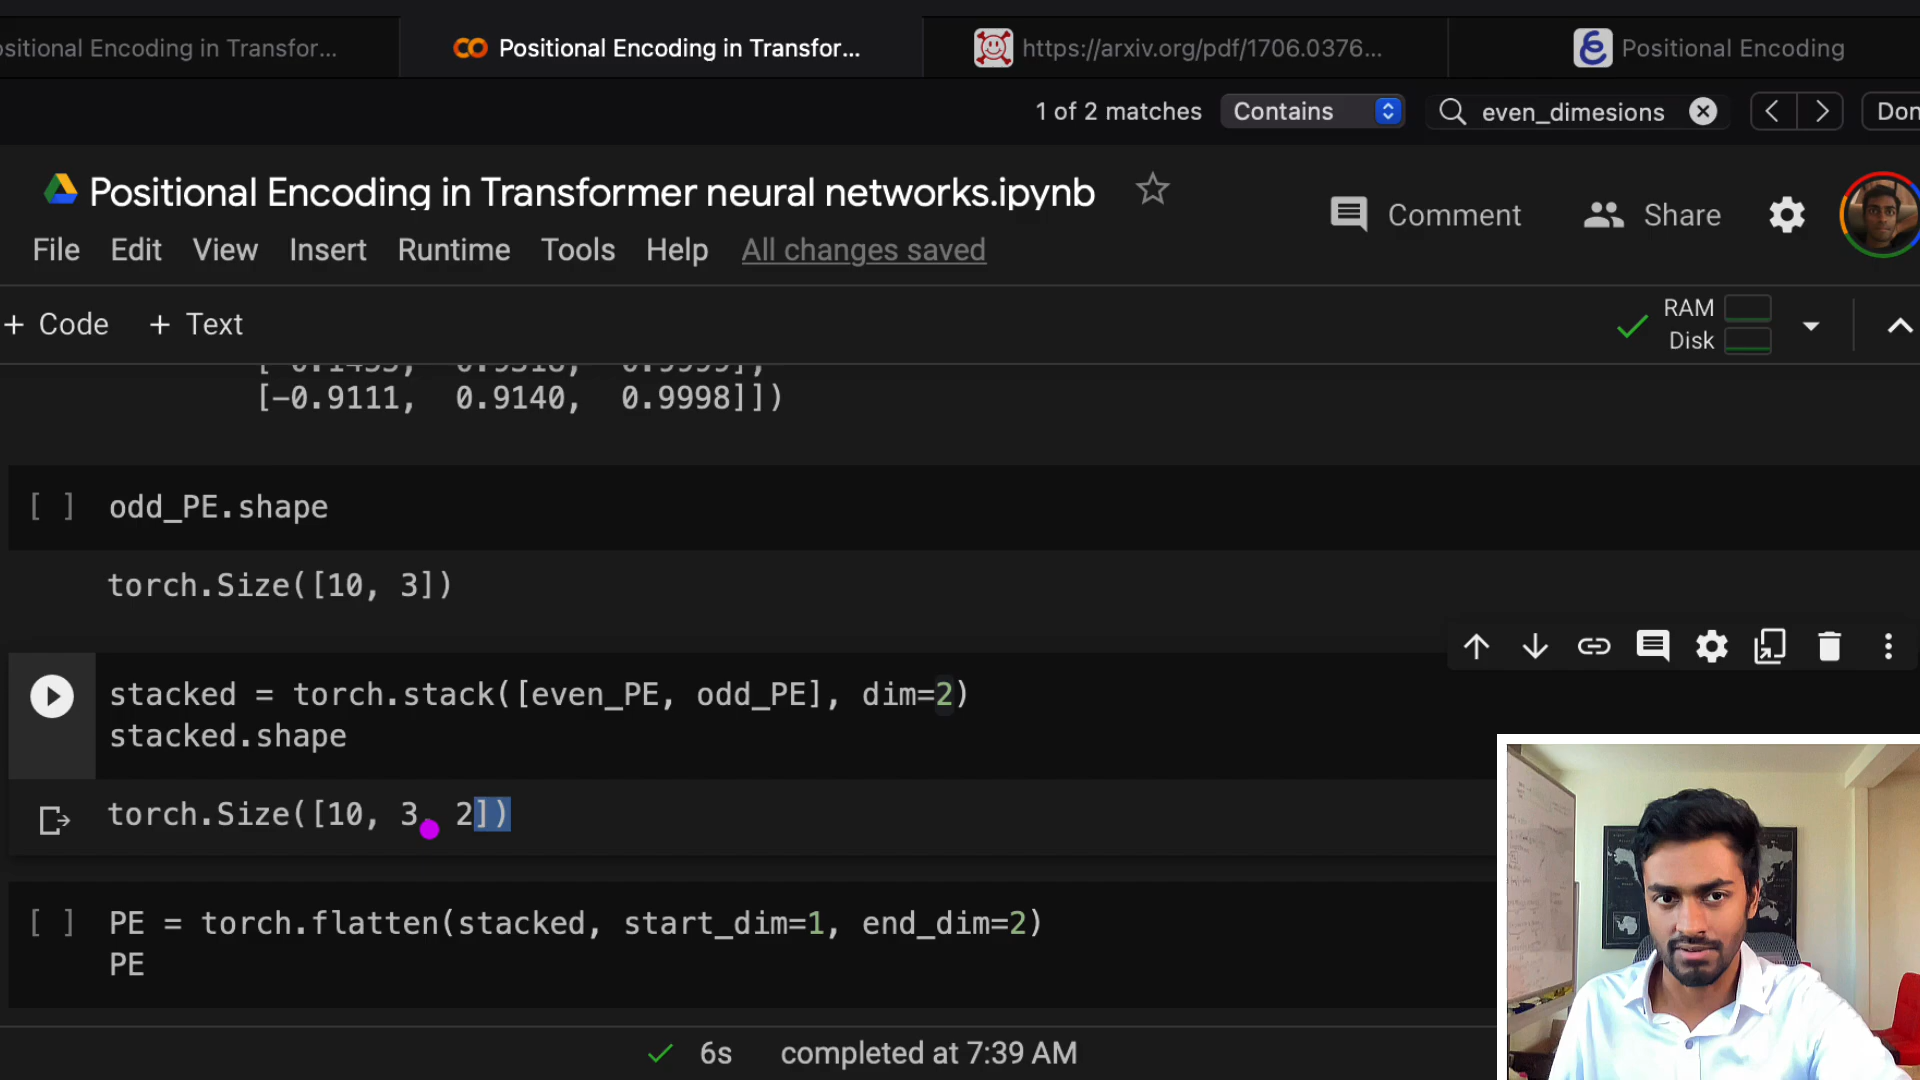 ositional Encoding in Transfor...
Positional Encoding in Transfor...
https://arxiv.org/pdf/1706.0376...
Positional Encoding
1 of 2 matches
Contains
even_dimesions
Don
Positional Encoding in Transformer neural networks.ipynb
Comment
Share
File Edit View Insert Runtime Tools Help All changes saved
+ Code + Text
RAM
Disk
[-0.9111, 0.9140, 0.9998]])
[ ] odd_PE.shape
torch.Size([10, 3])
stacked = torch.stack([even_PE, odd_PE], dim=2)
stacked.shape
torch.Size([10, 3, 2])
[ ] PE = torch.flatten(stacked, start_dim=1, end_dim=2)
PE
6s completed at 7:39 AM